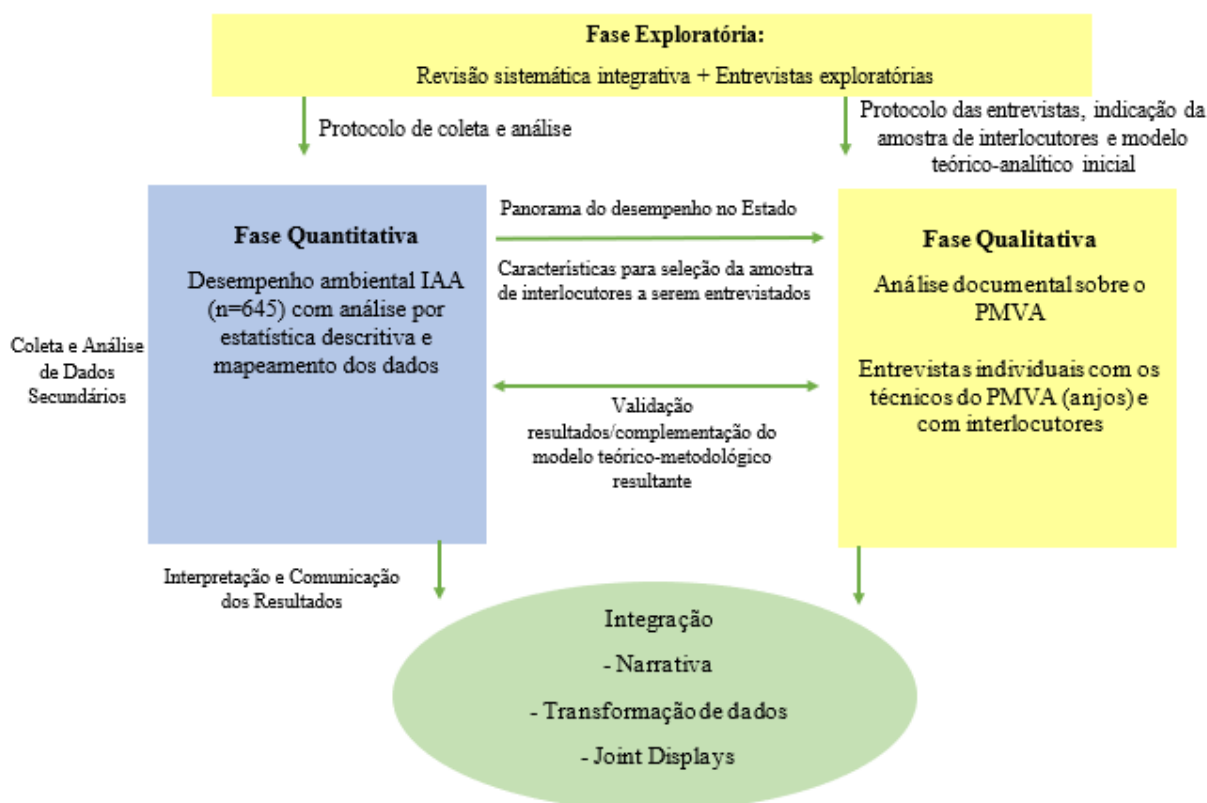 Fase Exploratória:
Revisão sistemática integrativa + Entrevistas exploratórias
Protocolo de coleta e análise
Protocolo das entrevistas, indicação da
amostra de interlocutores e modelo
teórico-analítico inicial
Coleta e Análise
de Dados
Secundários
Fase Quantitativa
Desempenho ambiental IAA
(n=645) com análise por
estatística descritiva e
mapeamento dos dados
Panorama do desempenho no Estado
Características para seleção da amostra
de interlocutores a serem entrevistados
Validação
resultados/complementação do
modelo teórico-metodológico
resultante
Fase Qualitativa
Análise documental sobre o
PMVA
Entrevistas individuais com os
técnicos do PMVA (anjos) e
com interlocutores
Interpretação e Comunicação
dos Resultados
Integração
- Narrativa
- Transformação de dados
- Joint Displays